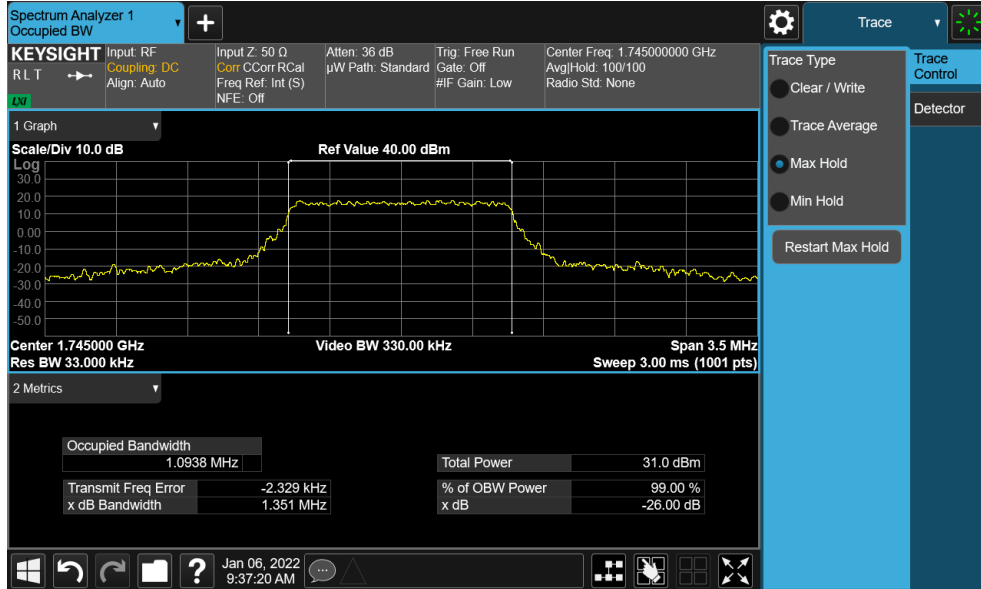 Spectrum Analyzer 1
Occupied BW
Trace
KEYSIGHT
R L T
LXI
Input: RF
Coupling: DC
Align: Auto
Input Z: 50 Ω
Corr CCorr RCal
Freq Ref: Int (S)
NFE: Off
Atten: 36 dB
µW Path: Standard
Trig: Free Run
Gate: Off
#IF Gain: Low
Center Freq: 1.745000000 GHz
Avg|Hold: 100/100
Radio Std: None
1 Graph
Scale/Div 10.0 dB
Ref Value 40.00 dBm
Log
30.0
20.0
10.0
0.00
-10.0
-20.0
-30.0
-40.0
-50.0
Center 1.745000 GHz
Video BW 330.00 kHz
Span 3.5 MHz
Res BW 33.000 kHz
Sweep 3.00 ms (1001 pts)
2 Metrics
Occupied Bandwidth
1.0938 MHz
Total Power 31.0 dBm
Transmit Freq Error -2.329 kHz
% of OBW Power 99.00 %
x dB Bandwidth 1.351 MHz
x dB -26.00 dB
Jan 06, 2022
9:37:20 AM
Trace Type
Clear / Write
Trace Average
Max Hold
Min Hold
Restart Max Hold
Trace
Control
Detector